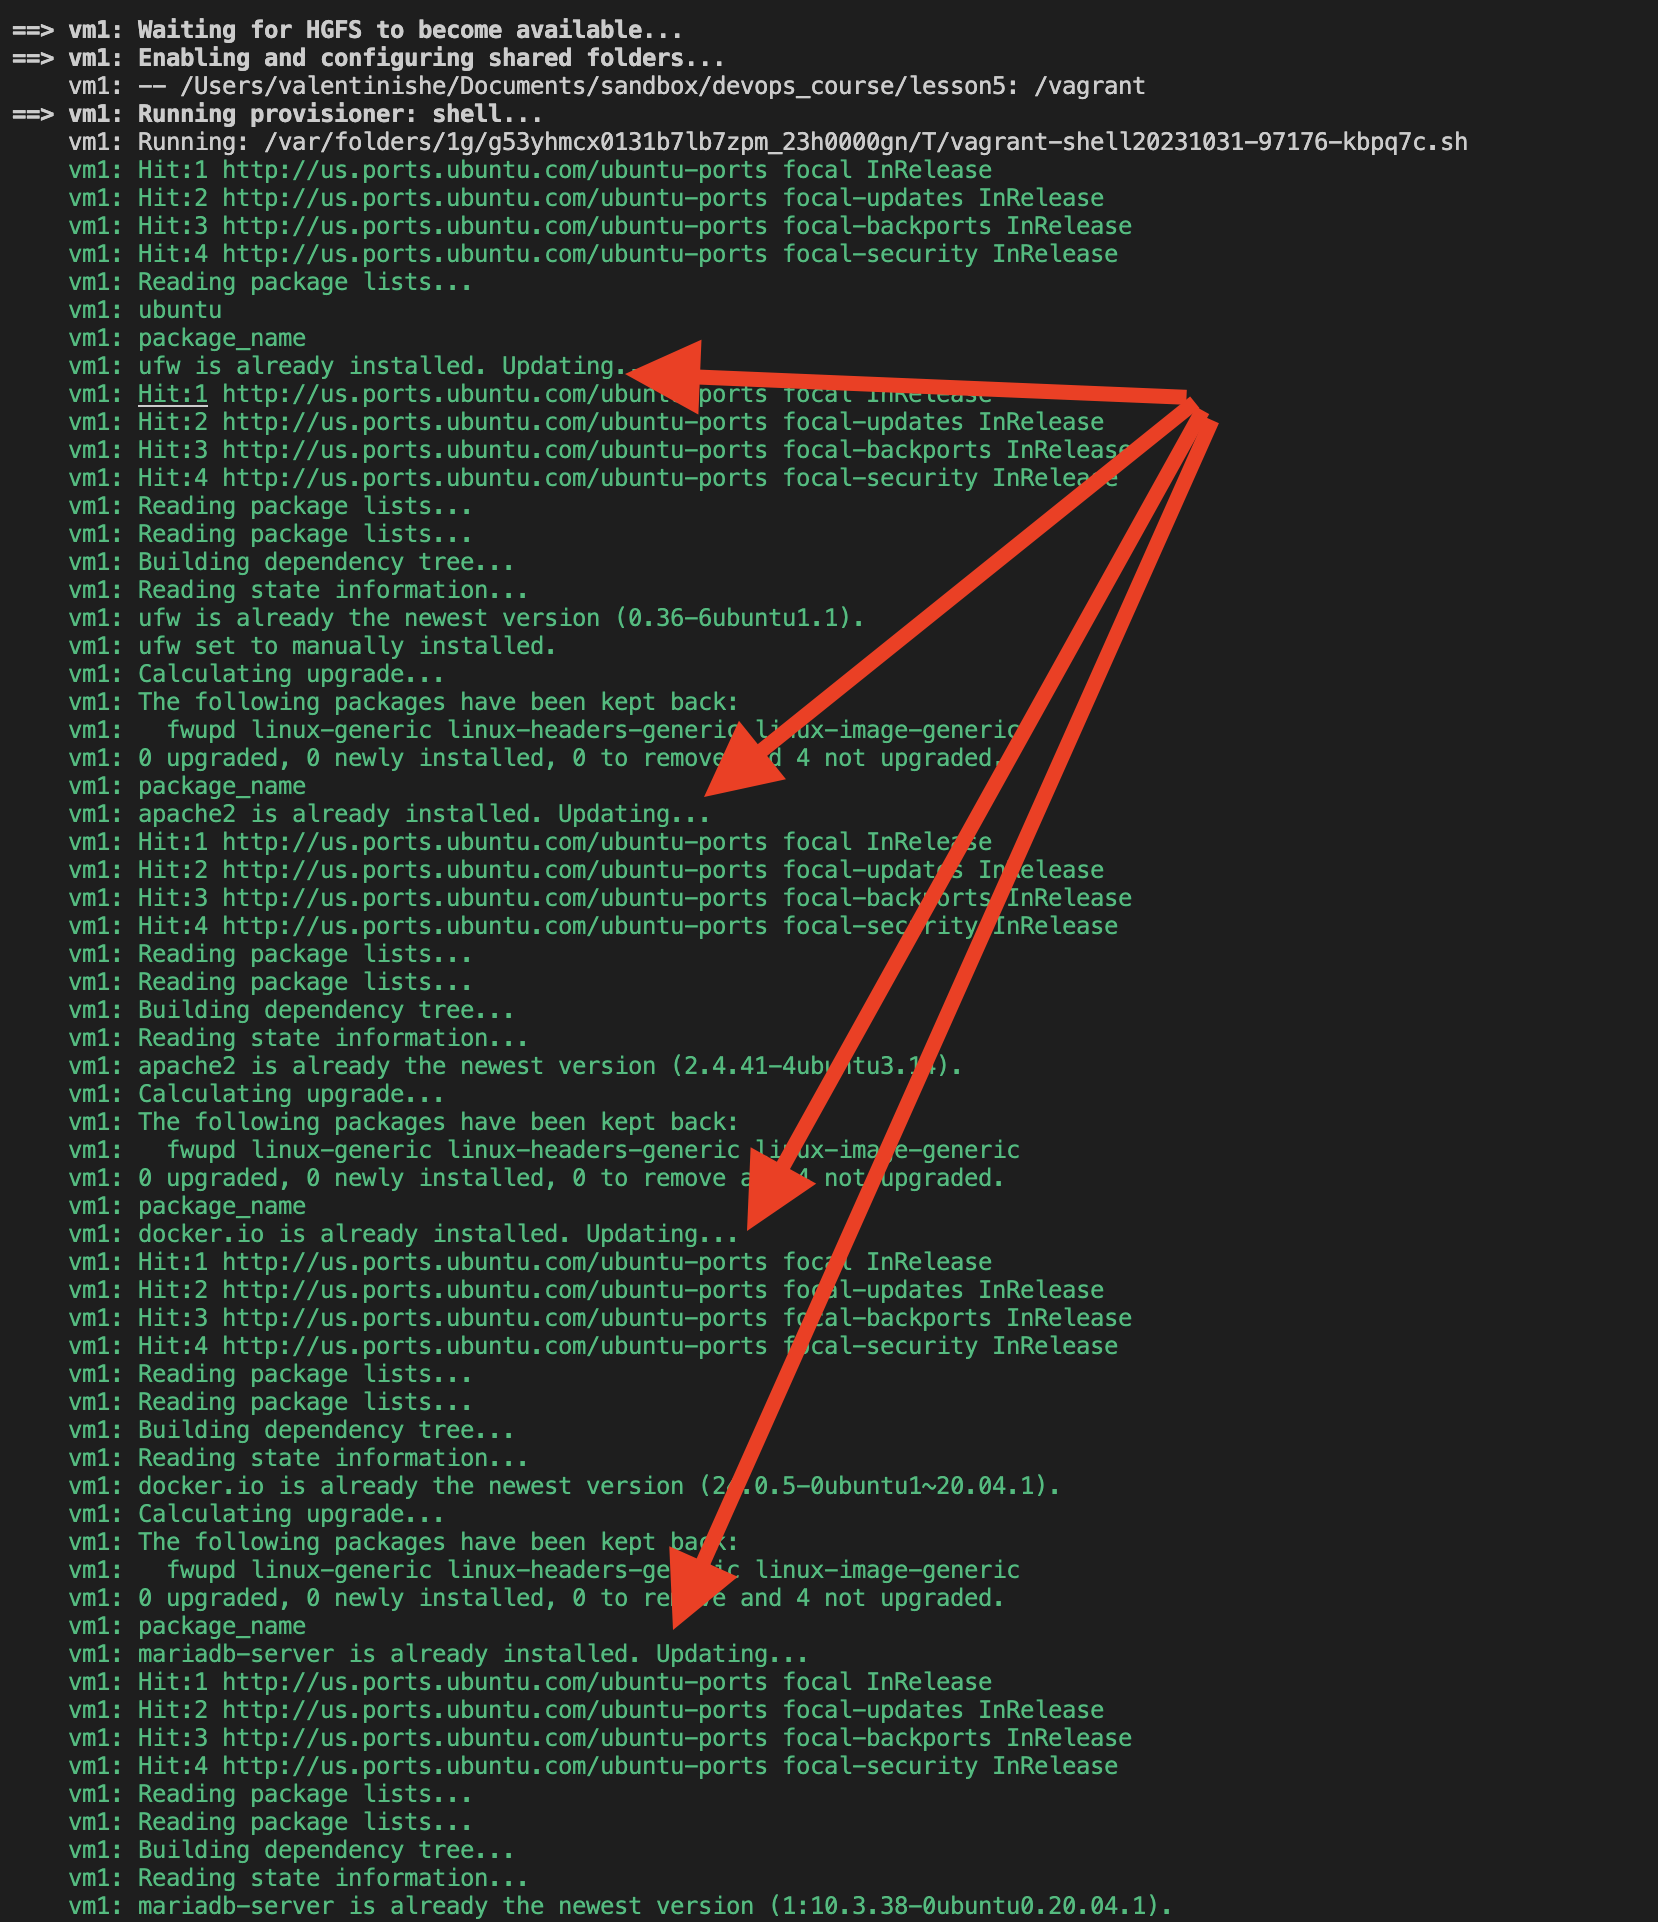 ==> vm1: Waiting for HGFS to become available...
==> vm1: Enabling and configuring shared folders...
vm1: -- /Users/valentinishe/Documents/sandbox/devops_course/lesson5: /vagrant
==> vm1: Running provisioner: shell...
vm1: Running: /var/folders/1g/g53yhmcx0131b7lb7zpm_23h0000gn/T/vagrant-shell20231031-97176-kbpq7c.sh
vm1: Hit:1 http://us.ports.ubuntu.com/ubuntu-ports focal InRelease
vm1: Hit:2 http://us.ports.ubuntu.com/ubuntu-ports focal-updates InRelease
vm1: Hit:3 http://us.ports.ubuntu.com/ubuntu-ports focal-backports InRelease
vm1: Hit:4 http://us.ports.ubuntu.com/ubuntu-ports focal-security InRelease
vm1: Reading package lists...
vm1: ubuntu
vm1: package_name
vm1: ufw is already installed. Updating...
vm1: Hit:1 http://us.ports.ubuntu.com/ubuntu-ports focal InRelease
vm1: Hit:2 http://us.ports.ubuntu.com/ubuntu-ports focal-updates InRelease
vm1: Hit:3 http://us.ports.ubuntu.com/ubuntu-ports focal-backports InRelease
vm1: Hit:4 http://us.ports.ubuntu.com/ubuntu-ports focal-security InRelease
vm1: Reading package lists...
vm1: Reading package lists...
vm1: Building dependency tree...
vm1: Reading state information...
vm1: ufw is already the newest version (0.36-6ubuntu1.1).
vm1: ufw set to manually installed.
vm1: Calculating upgrade...
vm1: The following packages have been kept back:
vm1: fwupd linux-generic linux-headers-generic linux-image-generic
vm1: 0 upgraded, 0 newly installed, 0 to remove and 4 not upgraded.
vm1: package_name
vm1: apache2 is already installed. Updating...
vm1: Hit:1 http://us.ports.ubuntu.com/ubuntu-ports focal InRelease
vm1: Hit:2 http://us.ports.ubuntu.com/ubuntu-ports focal-updates InRelease
vm1: Hit:3 http://us.ports.ubuntu.com/ubuntu-ports focal-backports InRelease
vm1: Hit:4 http://us.ports.ubuntu.com/ubuntu-ports focal-security InRelease
vm1: Reading package lists...
vm1: Reading package lists...
vm1: Building dependency tree...
vm1: Reading state information...
vm1: apache2 is already the newest version
vm1: Calculating upgrade...
vm1: The following packages have been kept back:
vm1: fwupd linux-generic linux-headers-generic linux-image-generic
vm1: 0 upgraded, 0 newly installed, 0 to remove and 4 not upgraded.
vm1: package_name
vm1: docker.io is already installed. Updating...
vm1: Hit:1 http://us.ports.ubuntu.com/ubuntu-ports focal InRelease
vm1: Hit:2 http://us.ports.ubuntu.com/ubuntu-ports focal-updates InRelease
vm1: Hit:3 http://us.ports.ubuntu.com/ubuntu-ports focal-backports InRelease
vm1: Hit:4 http://us.ports.ubuntu.com/ubuntu-ports focal-security InRelease
vm1: Reading package lists...
vm1: Reading package lists...
vm1: Building dependency tree...
vm1: Reading state information...
vm1: docker.io is already the newest version
vm1: Calculating upgrade...
vm1: The following packages have been kept back:
vm1: fwupd linux-generic linux-headers-generic linux-image-generic
vm1: 0 upgraded, 0 newly installed, 0 to remove and 4 not upgraded.
vm1: package_name
vm1: mariadb-server is already installed. Updating...
vm1: Hit:1 http://us.ports.ubuntu.com/ubuntu-ports focal InRelease
vm1: Hit:2 http://us.ports.ubuntu.com/ubuntu-ports focal-updates InRelease
vm1: Hit:3 http://us.ports.ubuntu.com/ubuntu-ports focal-backports InRelease
vm1: Hit:4 http://us.ports.ubuntu.com/ubuntu-ports focal-security InRelease
vm1: Reading package lists...
vm1: Reading package lists...
vm1: Building dependency tree...
vm1: Reading state information...
vm1: mariadb-server is already the newest version (1:10.3.38-0ubuntu0.20.04.1).